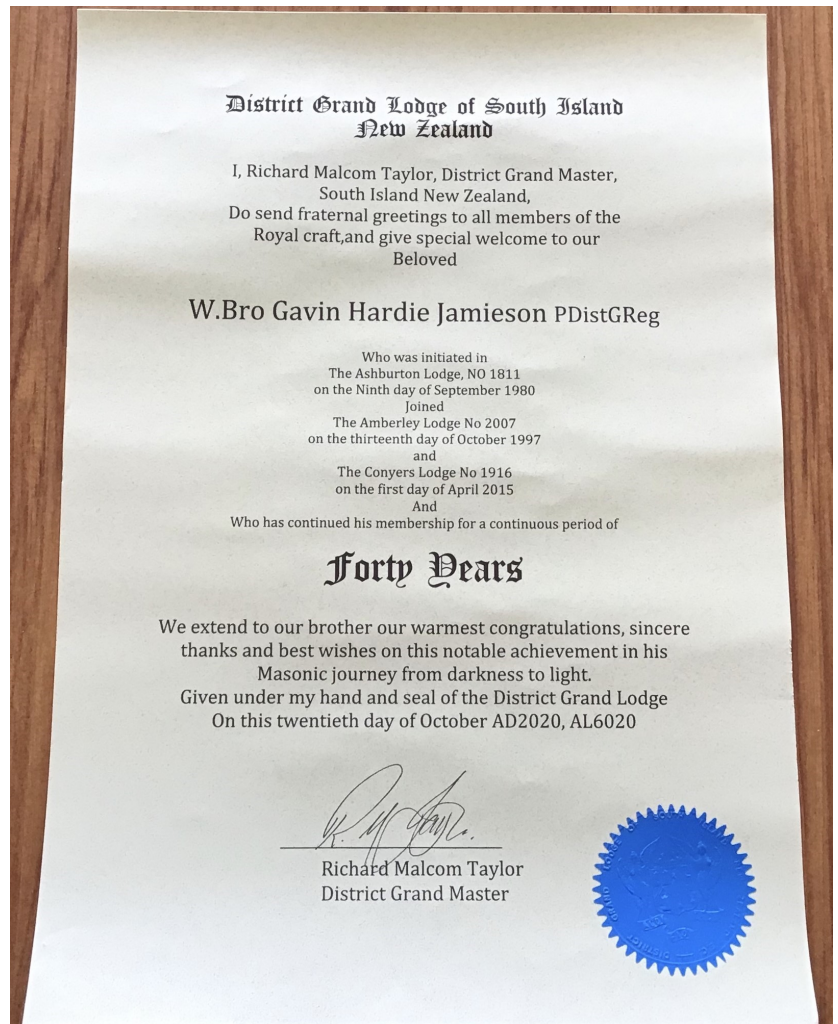 District Grand Lodge of South Island
New Zealand
I, Richard Malcom Taylor, District Grand Master,
South Island New Zealand,
Do send fraternal greetings to all members of the
Royal craft,and give special welcome to our
Beloved
W.Bro Gavin Hardie Jamieson PDistGReg
Who was initiated in
The Ashburton Lodge, NO 1811
on the Ninth day of September 1980
Joined
The Amberley Lodge No 2007
on the thirteenth day of October 1997
and
The Conyers Lodge No 1916
on the first day of April 2015
And
Who has continued his membership for a continuous period of
Forty Years
We extend to our brother our warmest congratulations, sincere
thanks and best wishes on this notable achievement in his
Masonic journey from darkness to light.
Given under my hand and seal of the District Grand Lodge
On this twentieth day of October AD2020, AL6020
Richard Malcom Taylor
District Grand Master